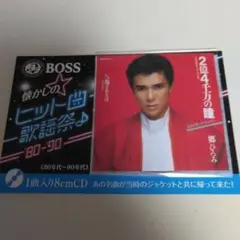 BOSS
懐かしの☆
ヒット曲
歌謡祭♪
'80-90
(80年代~90年代)
2億4千万の瞳
郷ひろみ
1曲入り8cmCD あの名曲が当時のジャケットと共に帰って来た!